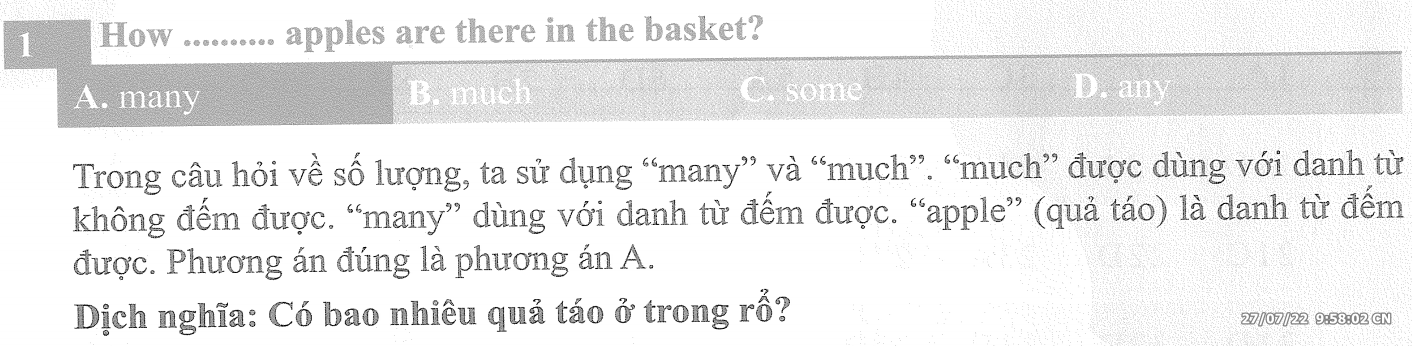 1
How .......... apples are there in the basket?
A. many B. much C. some D. any
Trong câu hỏi về số lượng, ta sử dụng “many” và “much”. “much” được dùng với danh từ
không đếm được. “many” dùng với danh từ đếm được. “apple” (quả táo) là danh từ đếm
được. Phương án đúng là phương án A.
Dịch nghĩa: Có bao nhiêu quả táo ở trong rổ?
27/07/22 9:58:02 CN